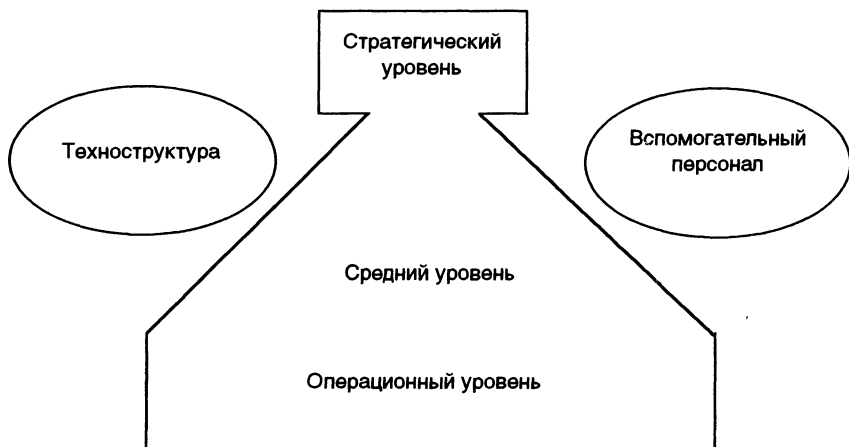 Стратегический
уровень
Техноструктура
Вспомогательный
персонал
Средний уровень
Операционный уровень